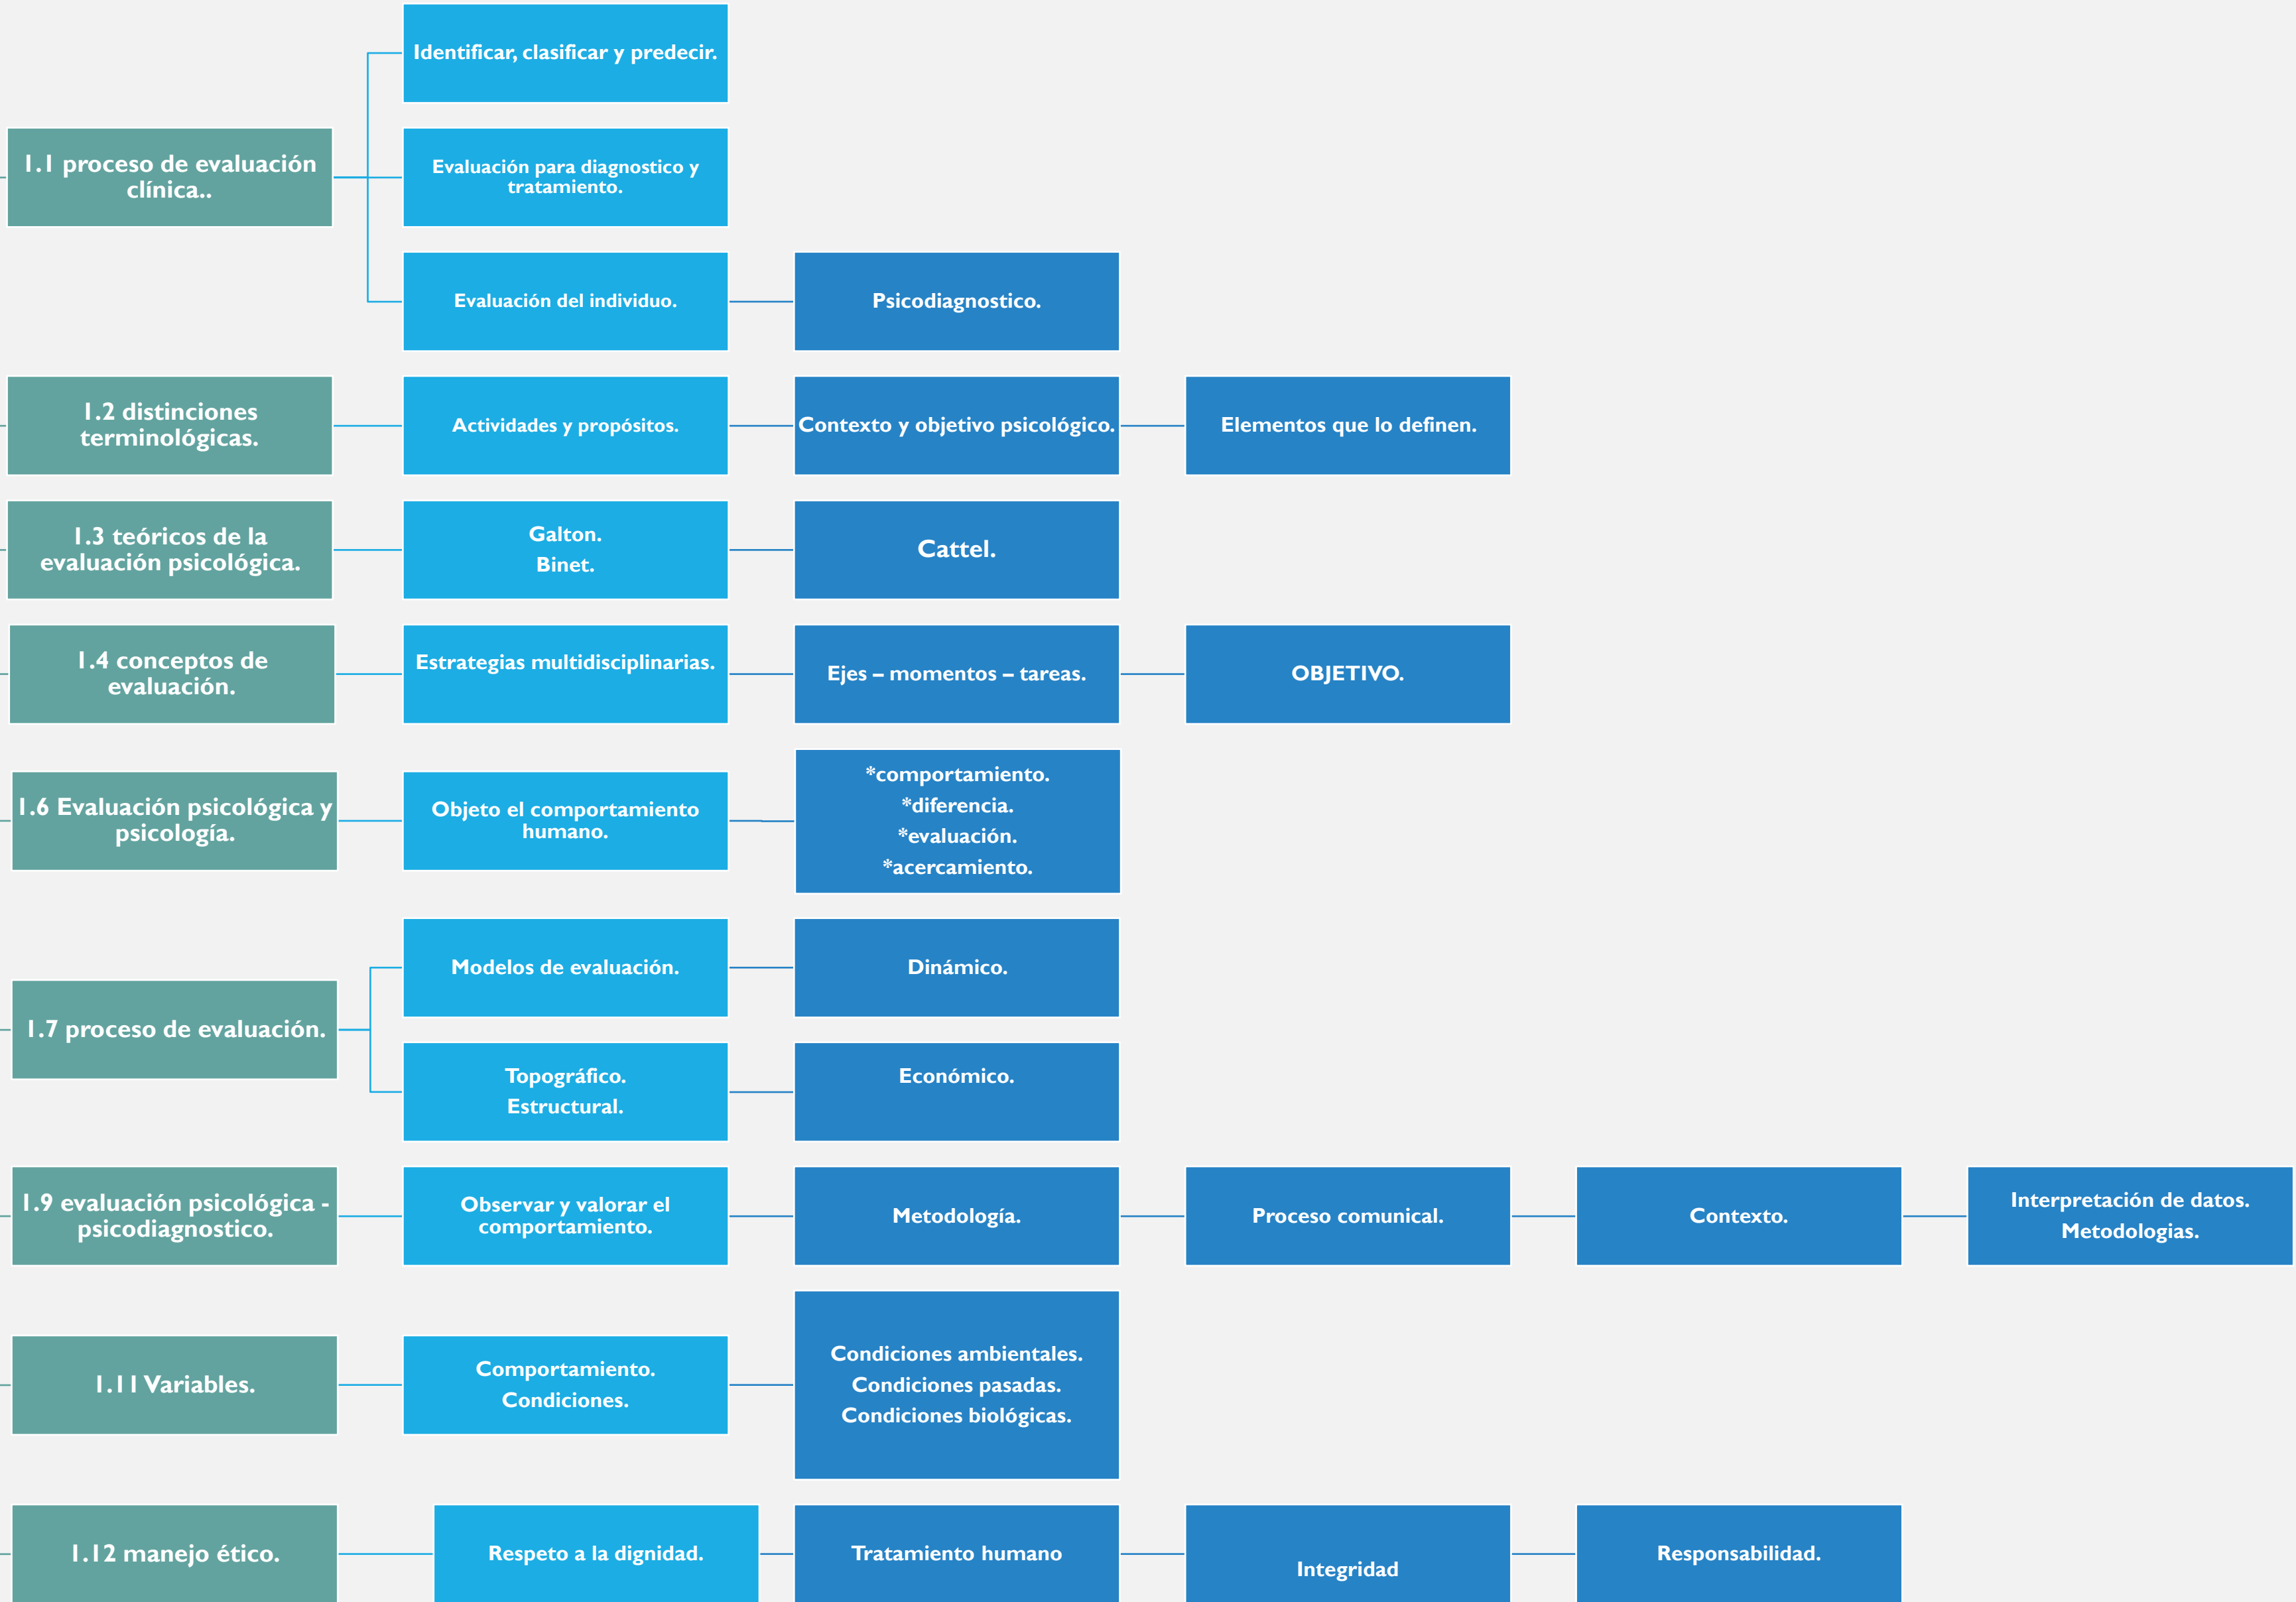 Identificar, clasificar y predecir.
1.1 proceso de evaluación
clínica..
Evaluación para diagnostico y
tratamiento.
Evaluación del individuo.
Psicodiagnostico.
1.2 distinciones
terminológicas.
Actividades y propósitos.
Contexto y objetivo psicológico.
Elementos que lo definen.
1.3 teóricos de la
evaluación psicológica.
Galton.
Binet.
Cattel.
1.4 conceptos de
evaluación.
Estrategias multidisciplinarias.
Ejes – momentos – tareas.
OBJETIVO.
1.6 Evaluación psicológica y
psicología.
Objeto el comportamiento
humano.
*comportamiento.
*diferencia.
*evaluación.
*acercamiento.
1.7 proceso de evaluación.
Modelos de evaluación.
Dinámico.
Topográfico.
Estructural.
Económico.
1.9 evaluación psicológica -
psicodiagnostico.
Observar y valorar el
comportamiento.
Metodología.
Proceso comunical.
Contexto.
Interpretación de datos.
Metodologias.
1.11 Variables.
Comportamiento.
Condiciones.
Condiciones ambientales.
Condiciones pasadas.
Condiciones biológicas.
1.12 manejo ético.
Respeto a la dignidad.
Tratamiento humano
Integridad
Responsabilidad.